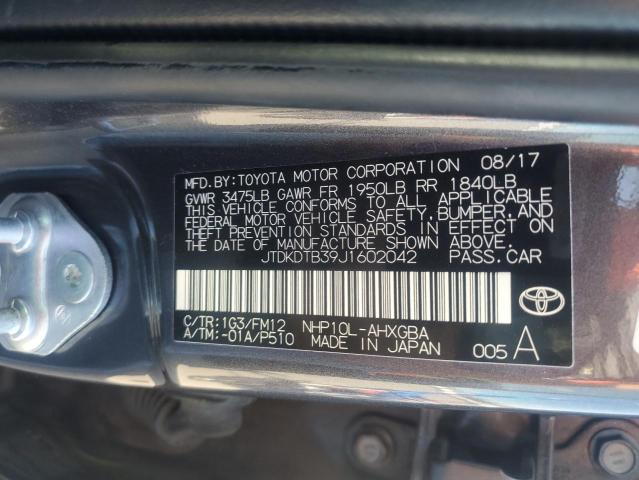 MFD.BY:TOYOTA MOTOR CORPORATION 08/17
GVWR 3475LB GAWR FR 1950LB RR 1840LB
THIS VEHICLE CONFORMS TO ALL APPLICABLE
FEDERAL MOTOR VEHICLE SAFETY,BUMPER,AND
THEFT PREVENTION STANDARDS IN EFFECT ON
THE DATE OF MANUFACTURE SHOWN ABOVE.
JTDKDTB39J1602042 PASS.CAR
C/TR:1G3/FM12 NHP10L-AHXGBA
A/TM:-01A/P510 MADE IN JAPAN 005 A